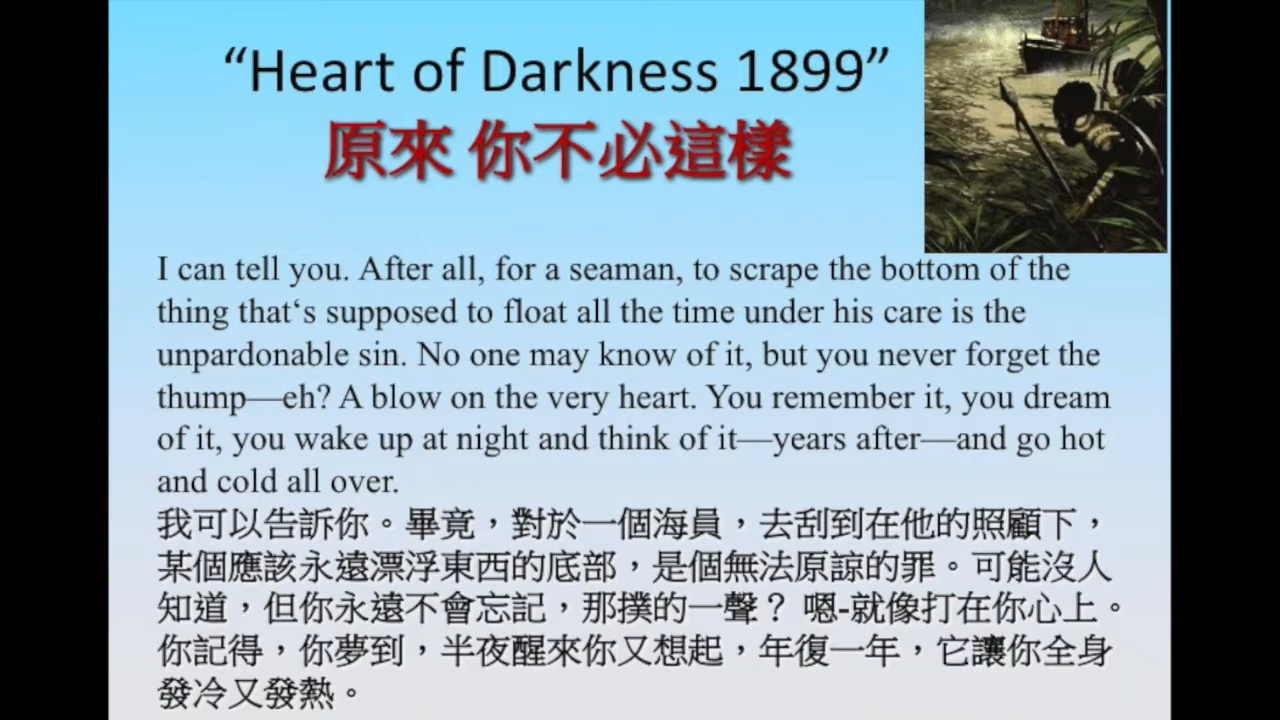 “Heart of Darkness 1899”
原來 你不必這樣
I can tell you. After all, for a seaman, to scrape the bottom of the
thing that‘s supposed to float all the time under his care is the
unpardonable sin. No one may know of it, but you never forget the
thump—eh? A blow on the very heart. You remember it, you dream
of it, you wake up at night and think of it—years after—and go hot
and cold all over.
我可以告訴你。畢竟，對於一個海員，去刮到在他的照顧下，
某個應該永遠漂浮東西的底部，是個無法原諒的罪。可能沒人
知道，但你永遠不會忘記，那撲的一聲？ 嗯-就像打在你心上。
你記得，你夢到，半夜醒來你又想起，年復一年，它讓你全身
發冷又發熱。